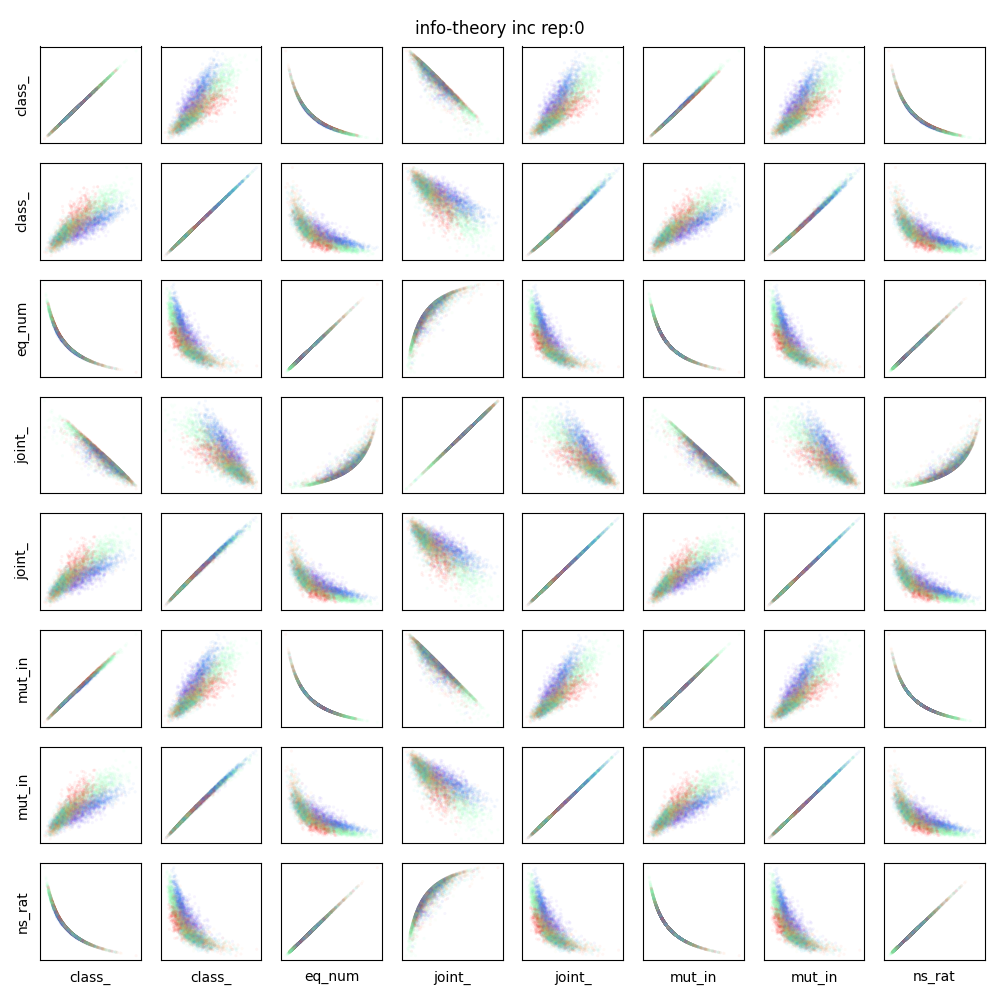 info-theory inc rep:0
class_
class_
eq_num
joint_
joint_
mut_in
mut_in
ns_rat
class_ class_ eq_num joint_ joint_ mut_in mut_in ns_rat